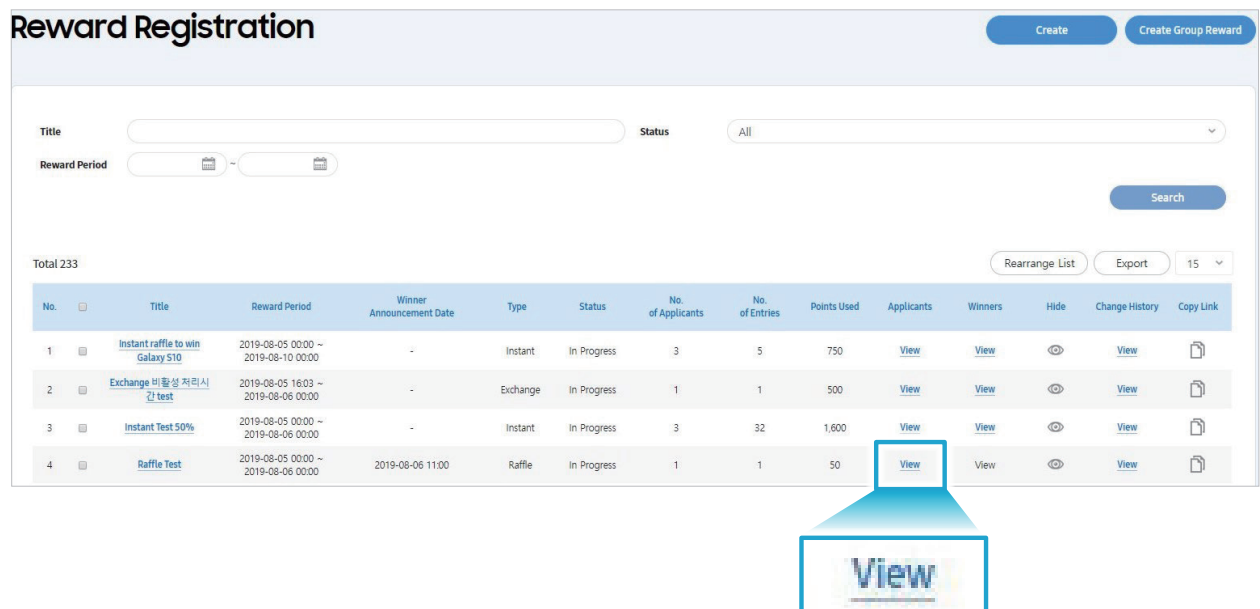 Reward Registration
Create
Create Group Reward
Title
Status
All
Reward Period
~
Search
Total 233
Rearrange List
Export
15
No. Title Reward Period Winner Announcement Date Type Status No. of Applicants No. of Entries Points Used Applicants Winners Hide Change History Copy Link
1 Instant raffle to win Galaxy S10 2019-08-05 00:00 ~ 2019-08-10 00:00 - Instant In Progress 3 5 750 View View View
2 Exchange 비활성 처리시간 test 2019-08-05 16:03 ~ 2019-08-06 00:00 - Exchange In Progress 1 1 500 View View View
3 Instant Test 50% 2019-08-05 00:00 ~ 2019-08-06 00:00 - Instant In Progress 3 32 1,600 View View View
4 Raffle Test 2019-08-05 00:00 ~ 2019-08-06 00:00 2019-08-06 11:00 Raffle In Progress 1 1 50 View View View
View